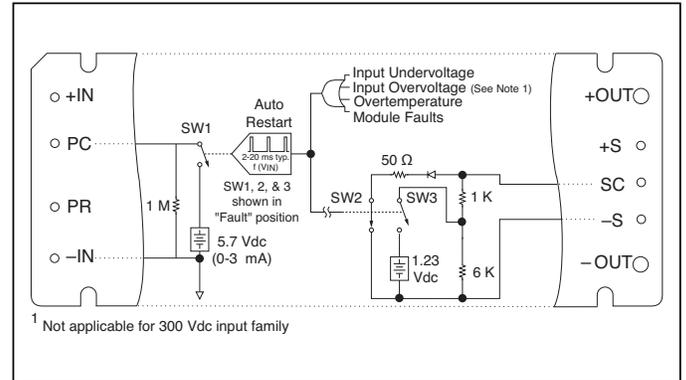 +IN
PC
PR
–IN
SW1
1 M
5.7 Vdc
(0-3 mA)
Auto
Restart
2-20 ms typ.
f (VIN)
SW1, 2, & 3
shown in
"Fault" position
Input Undervoltage
Input Overvoltage (See Note 1)
Overtemperature
Module Faults
50 Ω
SW2
SW3
1 K
1.23
Vdc
6 K
+OUT
+S
SC
–S
–OUT
1 Not applicable for 300 Vdc input family